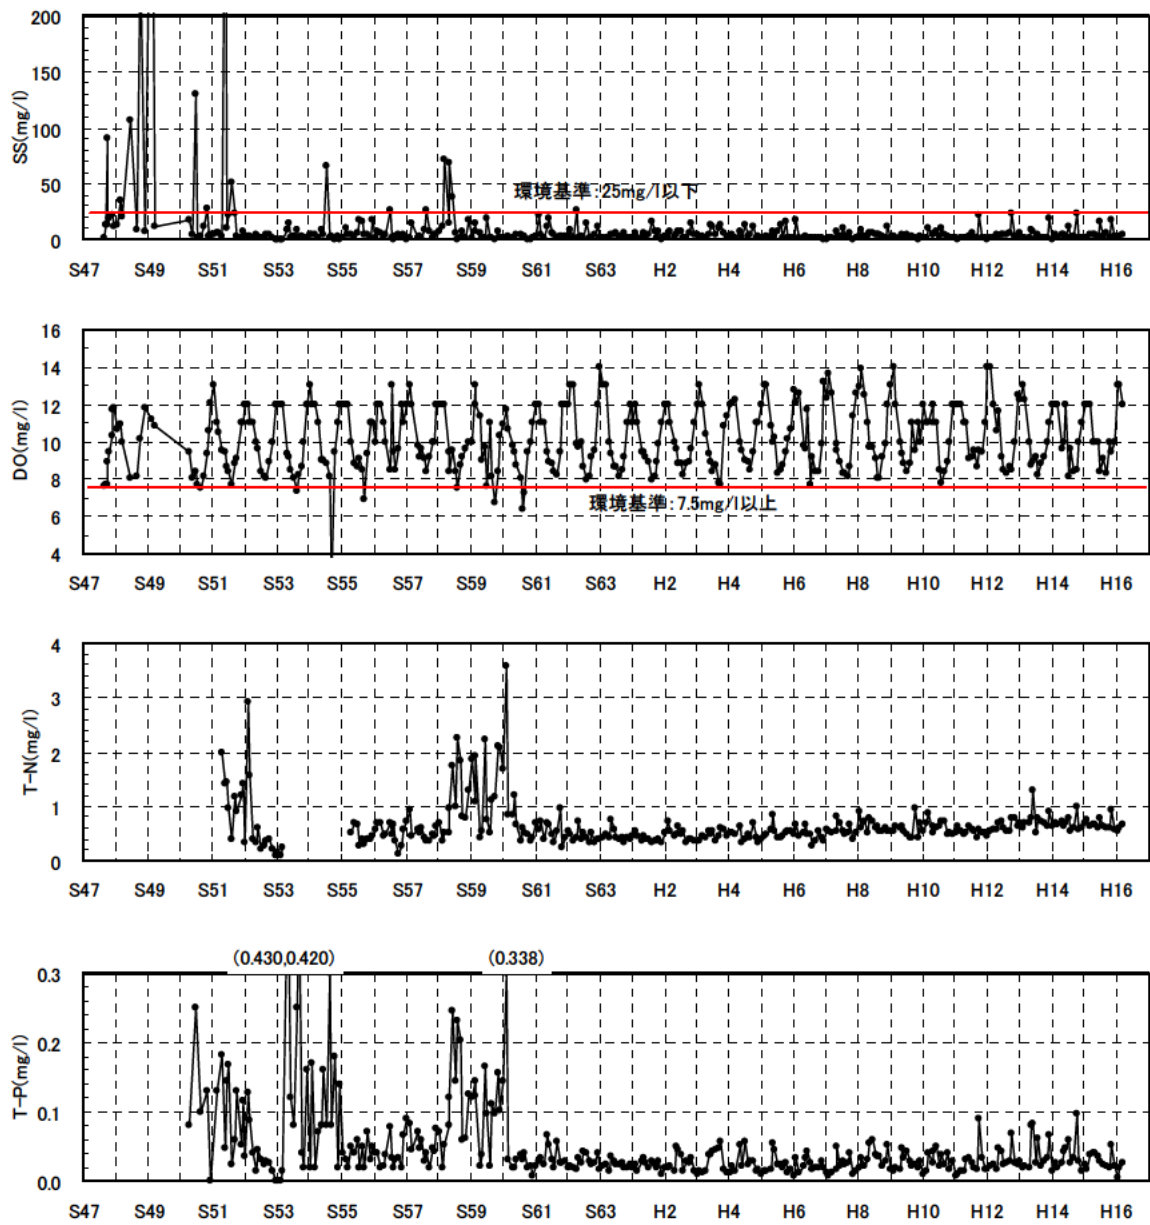 200
150
100
50
0
SS(mg/l)
環境基準:25mg/l以下
S47 S49 S51 S53 S55 S57 S59 S61 S63 H2 H4 H6 H8 H10 H12 H14 H16
16
14
12
10
8
6
4
DO(mg/l)
環境基準:7.5mg/l以上
S47 S49 S51 S53 S55 S57 S59 S61 S63 H2 H4 H6 H8 H10 H12 H14 H16
4
3
2
1
0
T-N(mg/l)
S47 S49 S51 S53 S55 S57 S59 S61 S63 H2 H4 H6 H8 H10 H12 H14 H16
(0.430,0.420) (0.338)
0.3
0.2
0.1
0.0
T-P(mg/l)
S47 S49 S51 S53 S55 S57 S59 S61 S63 H2 H4 H6 H8 H10 H12 H14 H16